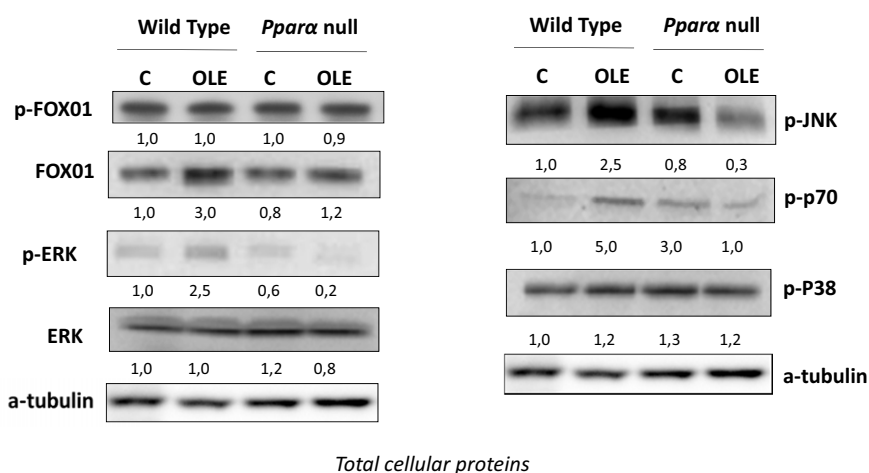 Wild Type Pparα null
C OLE C OLE
p-FOX01
1,0 1,0 1,0 0,9
FOX01
1,0 3,0 0,8 1,2
p-ERK
1,0 2,5 0,6 0,2
ERK
1,0 1,0 1,2 0,8
a-tubulin
Wild Type Pparα null
C OLE C OLE
p-JNK
1,0 2,5 0,8 0,3
p-p70
1,0 5,0 3,0 1,0
p-P38
1,0 1,2 1,3 1,2
a-tubulin
Total cellular proteins